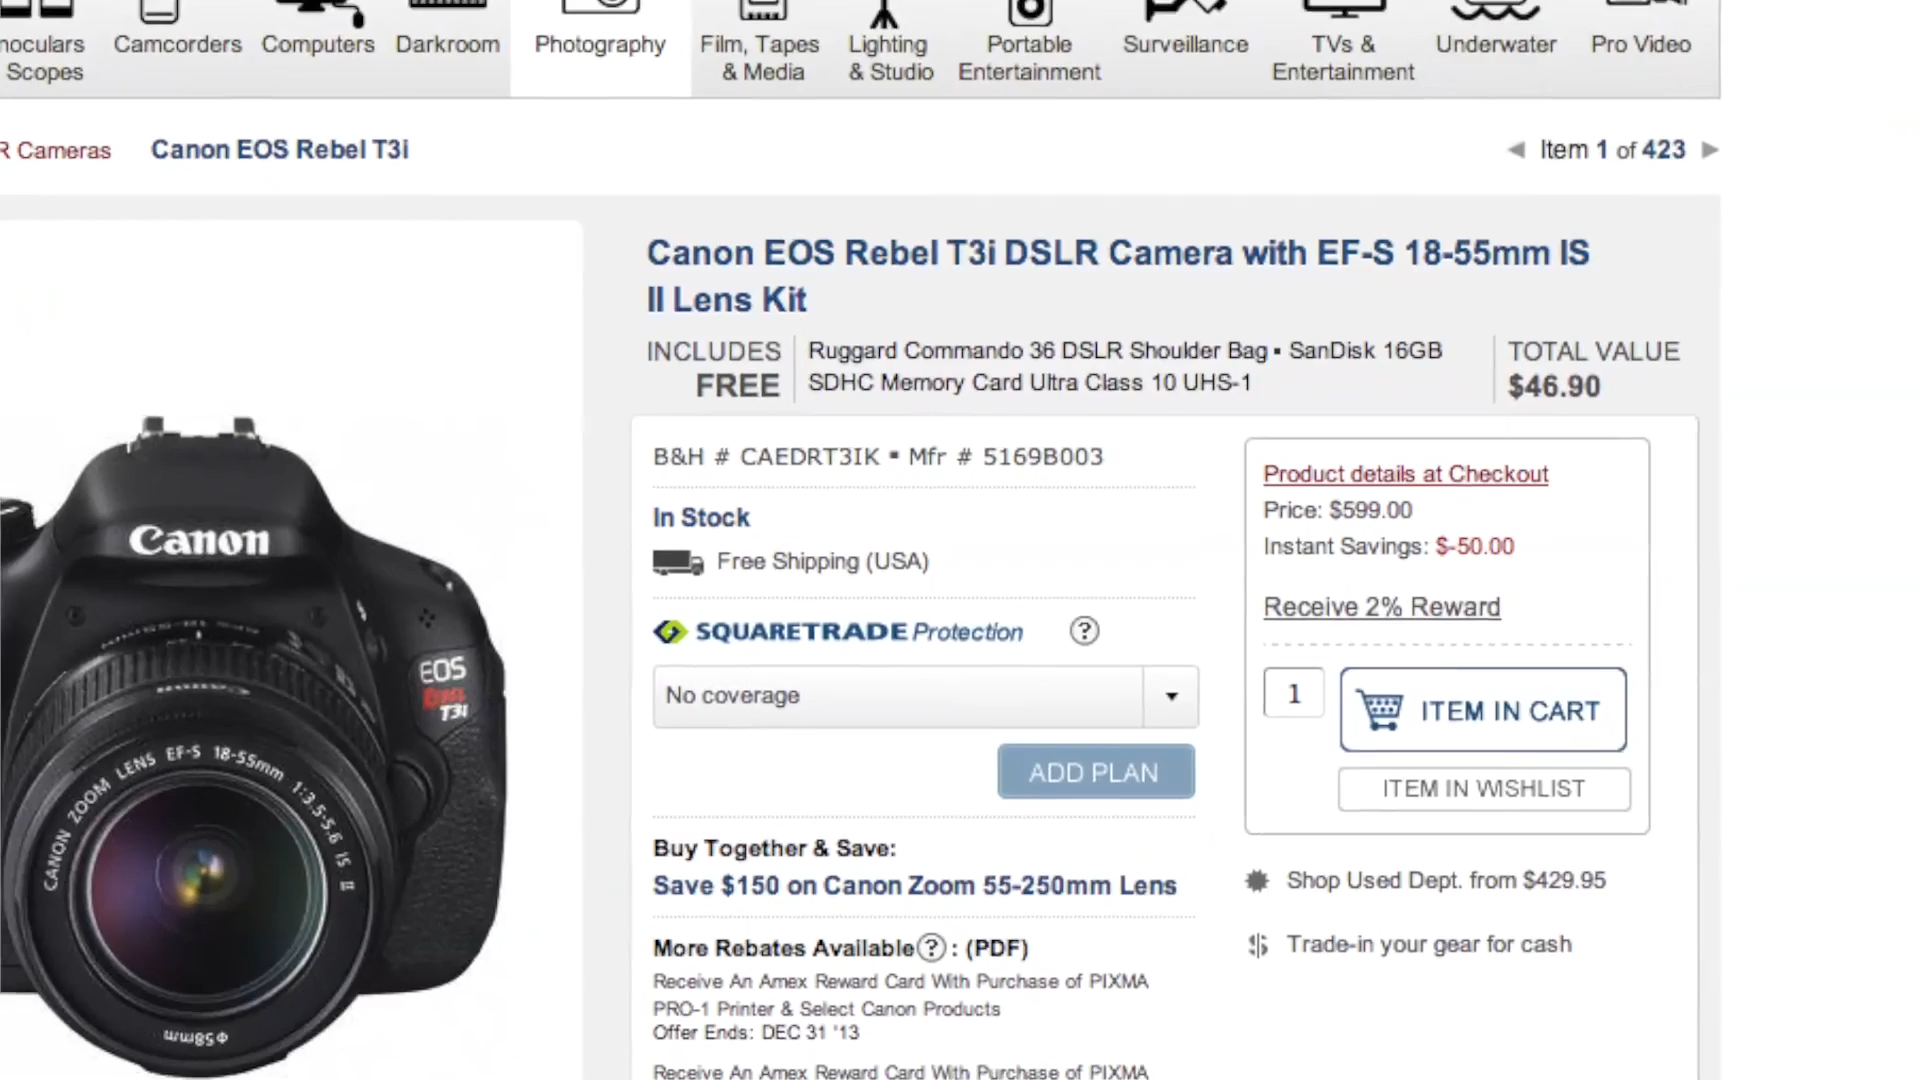 noculars
Scopes
Camcorders
Computers
Darkroom
Photography
Film, Tapes
& Media
Lighting
& Studio
Portable
Entertainment
Surveillance
TVs &
Entertainment
Underwater
Pro Video
R Cameras
Canon EOS Rebel T3i
Item 1 of 423
Canon EOS Rebel T3i DSLR Camera with EF-S 18-55mm IS
II Lens Kit
INCLUDES
FREE
Ruggard Commando 36 DSLR Shoulder Bag ▪ SanDisk 16GB
SDHC Memory Card Ultra Class 10 UHS-1
TOTAL VALUE
$46.90
B&H # CAEDRT3IK ▪ Mfr # 5169B003
In Stock
Free Shipping (USA)
SQUARETRADE Protection ?
No coverage
ADD PLAN
Buy Together & Save:
Save $150 on Canon Zoom 55-250mm Lens
More Rebates Available ? : (PDF)
Receive An Amex Reward Card With Purchase of PIXMA
PRO-1 Printer & Select Canon Products
Offer Ends: DEC 31 '13
Receive An Amex Reward Card With Purchase of PIXMA
Product details at Checkout
Price: $599.00
Instant Savings: $-50.00
Receive 2% Reward
1
ITEM IN CART
ITEM IN WISHLIST
Shop Used Dept. from $429.95
Trade-in your gear for cash
Canon
EOS
Rebel
T3i
CANON ZOOM LENS EF-S 18-55mm 1:3.5-5.6 IS II
Φ58mm